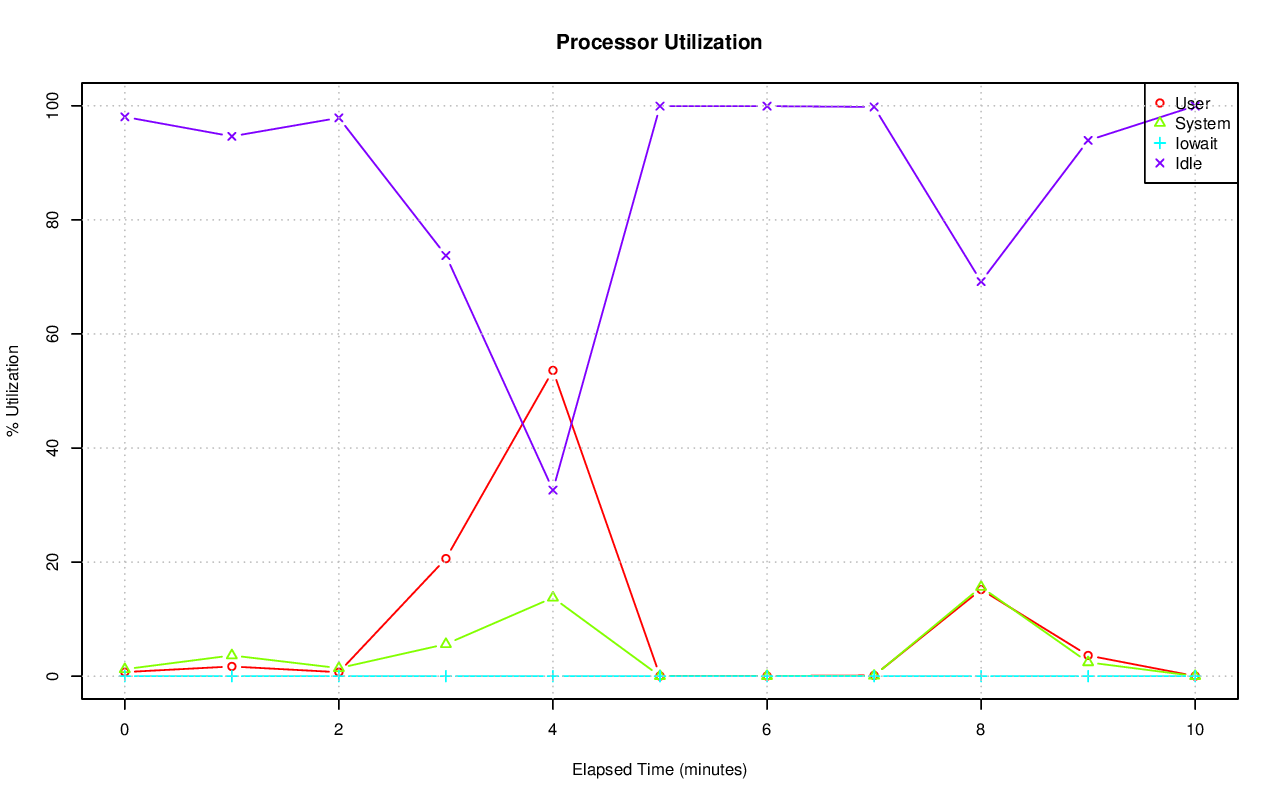 Processor Utilization
User
System
Iowait
Idle
100
80
60
40
20
0
% Utilization
0 2 4 6 8 10
Elapsed Time (minutes)